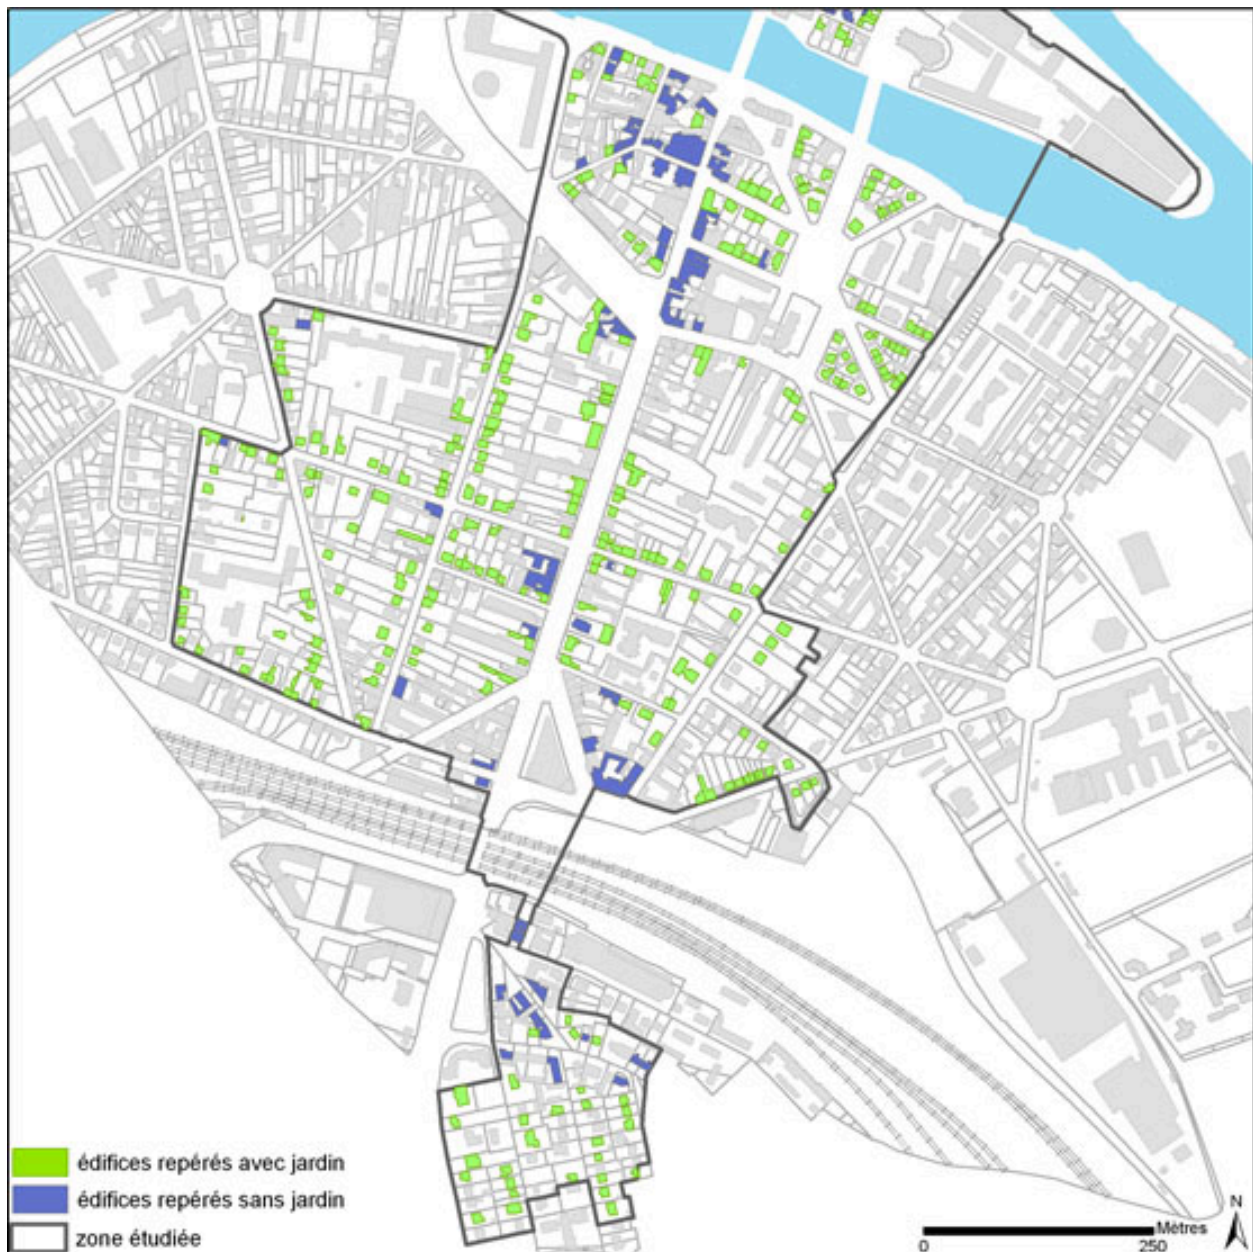 édifices repérés avec jardin
édifices repérés sans jardin
zone étudiée
N
Mètres
0 250